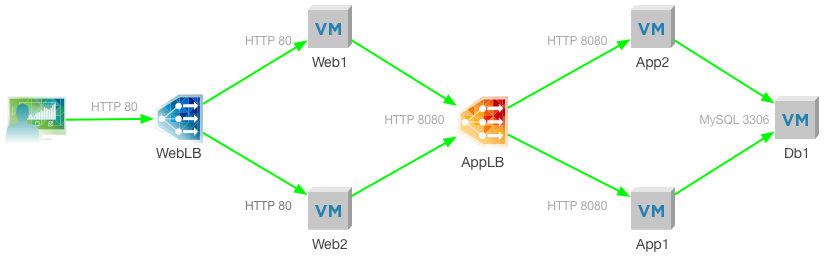 HTTP 80
WebLB
HTTP 80
VM
Web1
HTTP 80
VM
Web2
HTTP 8080
AppLB
HTTP 8080
VM
App2
HTTP 8080
VM
App1
MySQL 3306
VM
Db1